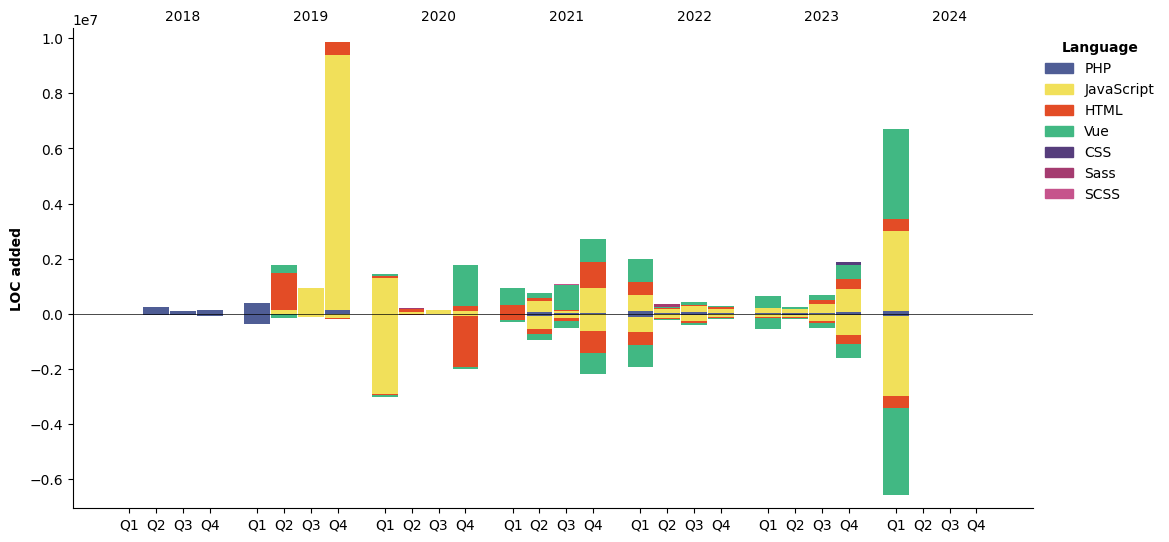 1e7
2018 2019 2020 2021 2022 2023 2024
LOC added
1.0
0.8
0.6
0.4
0.2
0.0
−0.2
−0.4
−0.6
Q1 Q2 Q3 Q4 Q1 Q2 Q3 Q4 Q1 Q2 Q3 Q4 Q1 Q2 Q3 Q4 Q1 Q2 Q3 Q4 Q1 Q2 Q3 Q4 Q1 Q2 Q3 Q4
Language
PHP
JavaScript
HTML
Vue
CSS
Sass
SCSS